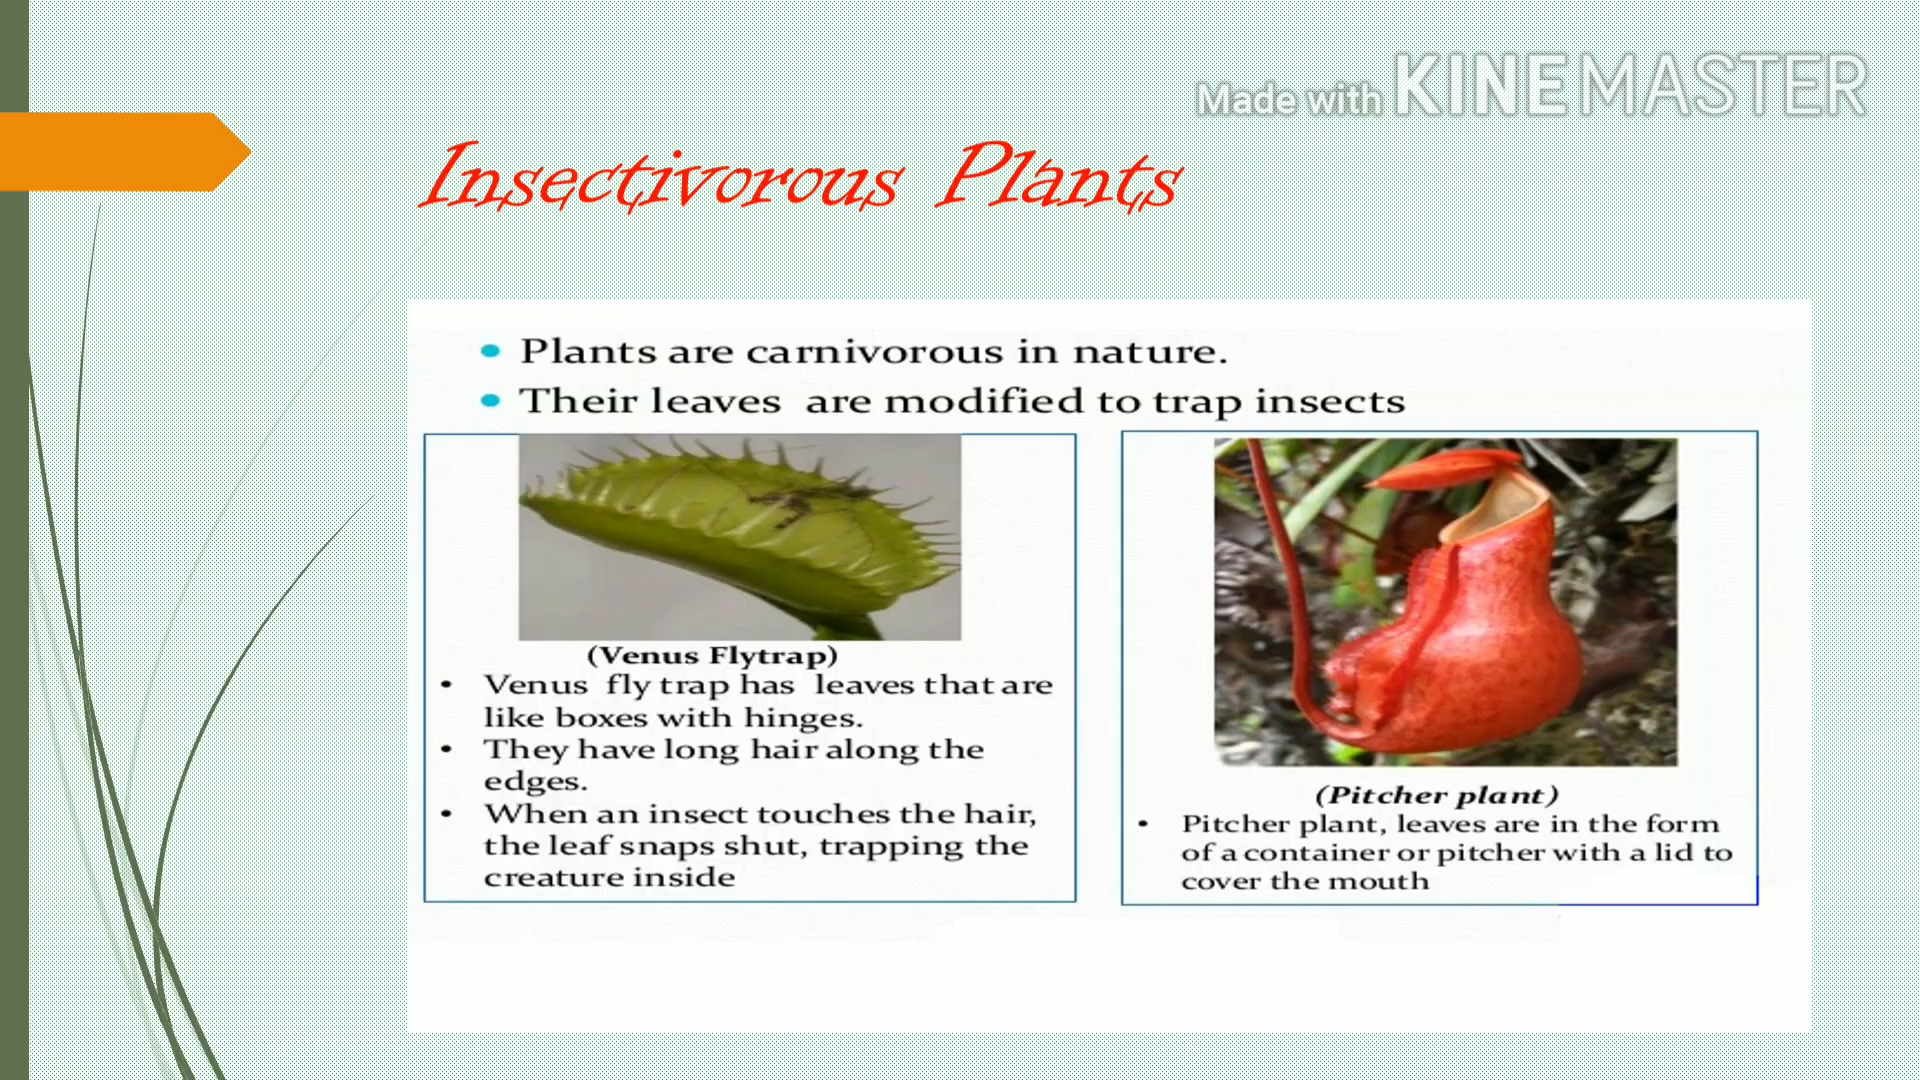 Made with KINEMASTER
Insectivorous Plants
• Plants are carnivorous in nature.
• Their leaves are modified to trap insects
(Venus Flytrap)
• Venus fly trap has leaves that are
like boxes with hinges.
• They have long hair along the
edges.
• When an insect touches the hair,
the leaf snaps shut, trapping the
creature inside
(Pitcher plant)
• Pitcher plant, leaves are in the form
of a container or pitcher with a lid to
cover the mouth